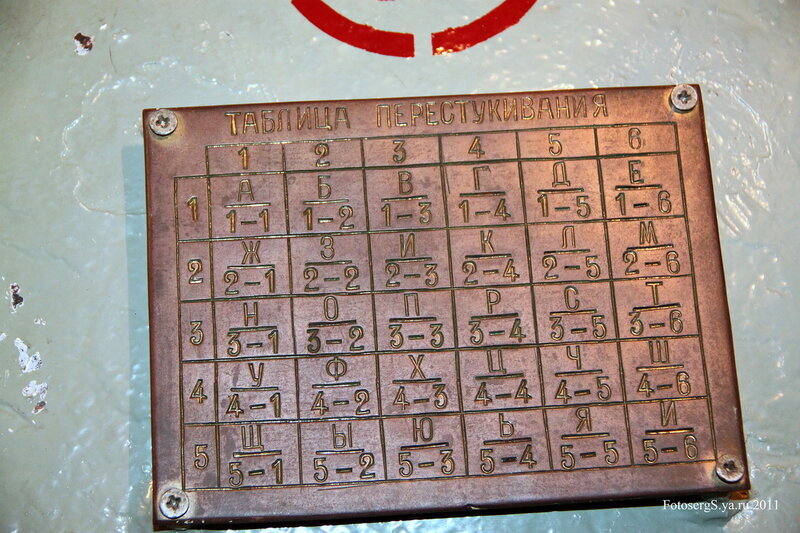 ТАБЛИЦА ПЕРЕСТУКИВАНИЯ
1 2 3 4 5 6
А Б В Г Д Е
1 1-1 1-2 1-3 1-4 1-5 1-6
Ж З И К Л М
2 2-1 2-2 2-3 2-4 2-5 2-6
Н О П Р С Т
3 3-1 3-2 3-3 3-4 3-5 3-6
У Ф Х Ц Ч Ш
4 4-1 4-2 4-3 4-4 4-5 4-6
Щ Ы Ю Ь Я Й
5 5-1 5-2 5-3 5-4 5-5 5-6
FotosergS.ya.ru 2011